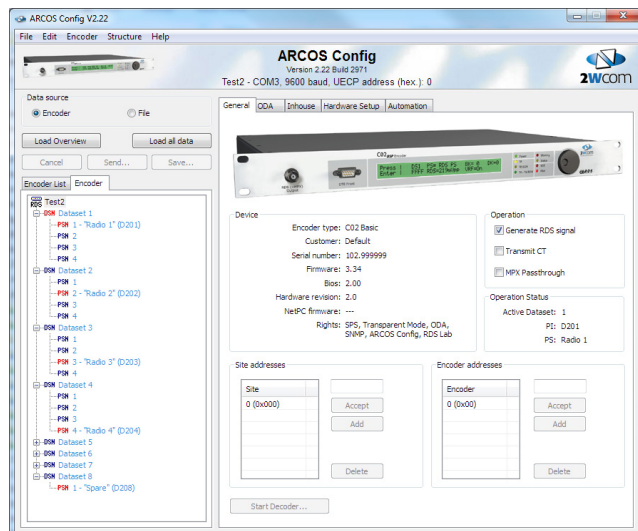 ARCOS Config V2.22
File Edit Encoder Structure Help
ARCOS Config
Version 2.22 Build 2971
Test2 - COM3, 9600 baud, UECP address (hex.): 0
2wcom
Data source
Encoder File
Load Overview Load all data
Cancel Send... Save...
Encoder List Encoder
RDS Test2
DSN Dataset 1
PSN 1 - "Radio 1" (D201)
PSN 2
PSN 3
PSN 4
DSN Dataset 2
PSN 1
PSN 2 - "Radio 2" (D202)
PSN 3
PSN 4
DSN Dataset 3
PSN 1
PSN 2
PSN 3 - "Radio 3" (D203)
PSN 4
DSN Dataset 4
PSN 1
PSN 2
PSN 3
PSN 4 - "Radio 4" (D204)
DSN Dataset 5
DSN Dataset 6
DSN Dataset 7
DSN Dataset 8
PSN 1 - "Spare" (D208)
General ODA Inhouse Hardware Setup Automation
C02
Device
Encoder type: C02 Basic
Customer: Default
Serial number: 102.999999
Firmware: 3.34
Bios: 2.00
Hardware revision: 2.0
NetPC firmware: ---
Rights: SPS, Transparent Mode, ODA,
SNMP, ARCOS Config, RDS Lab
Operation
Generate RDS signal
Transmit CT
MPX Passthrough
Operation Status
Active Dataset: 1
PI: D201
PS: Radio 1
Site addresses
Site
0 (0x000)
Accept
Add
Delete
Encoder addresses
Encoder
0 (0x00)
Accept
Add
Delete
Start Decoder...